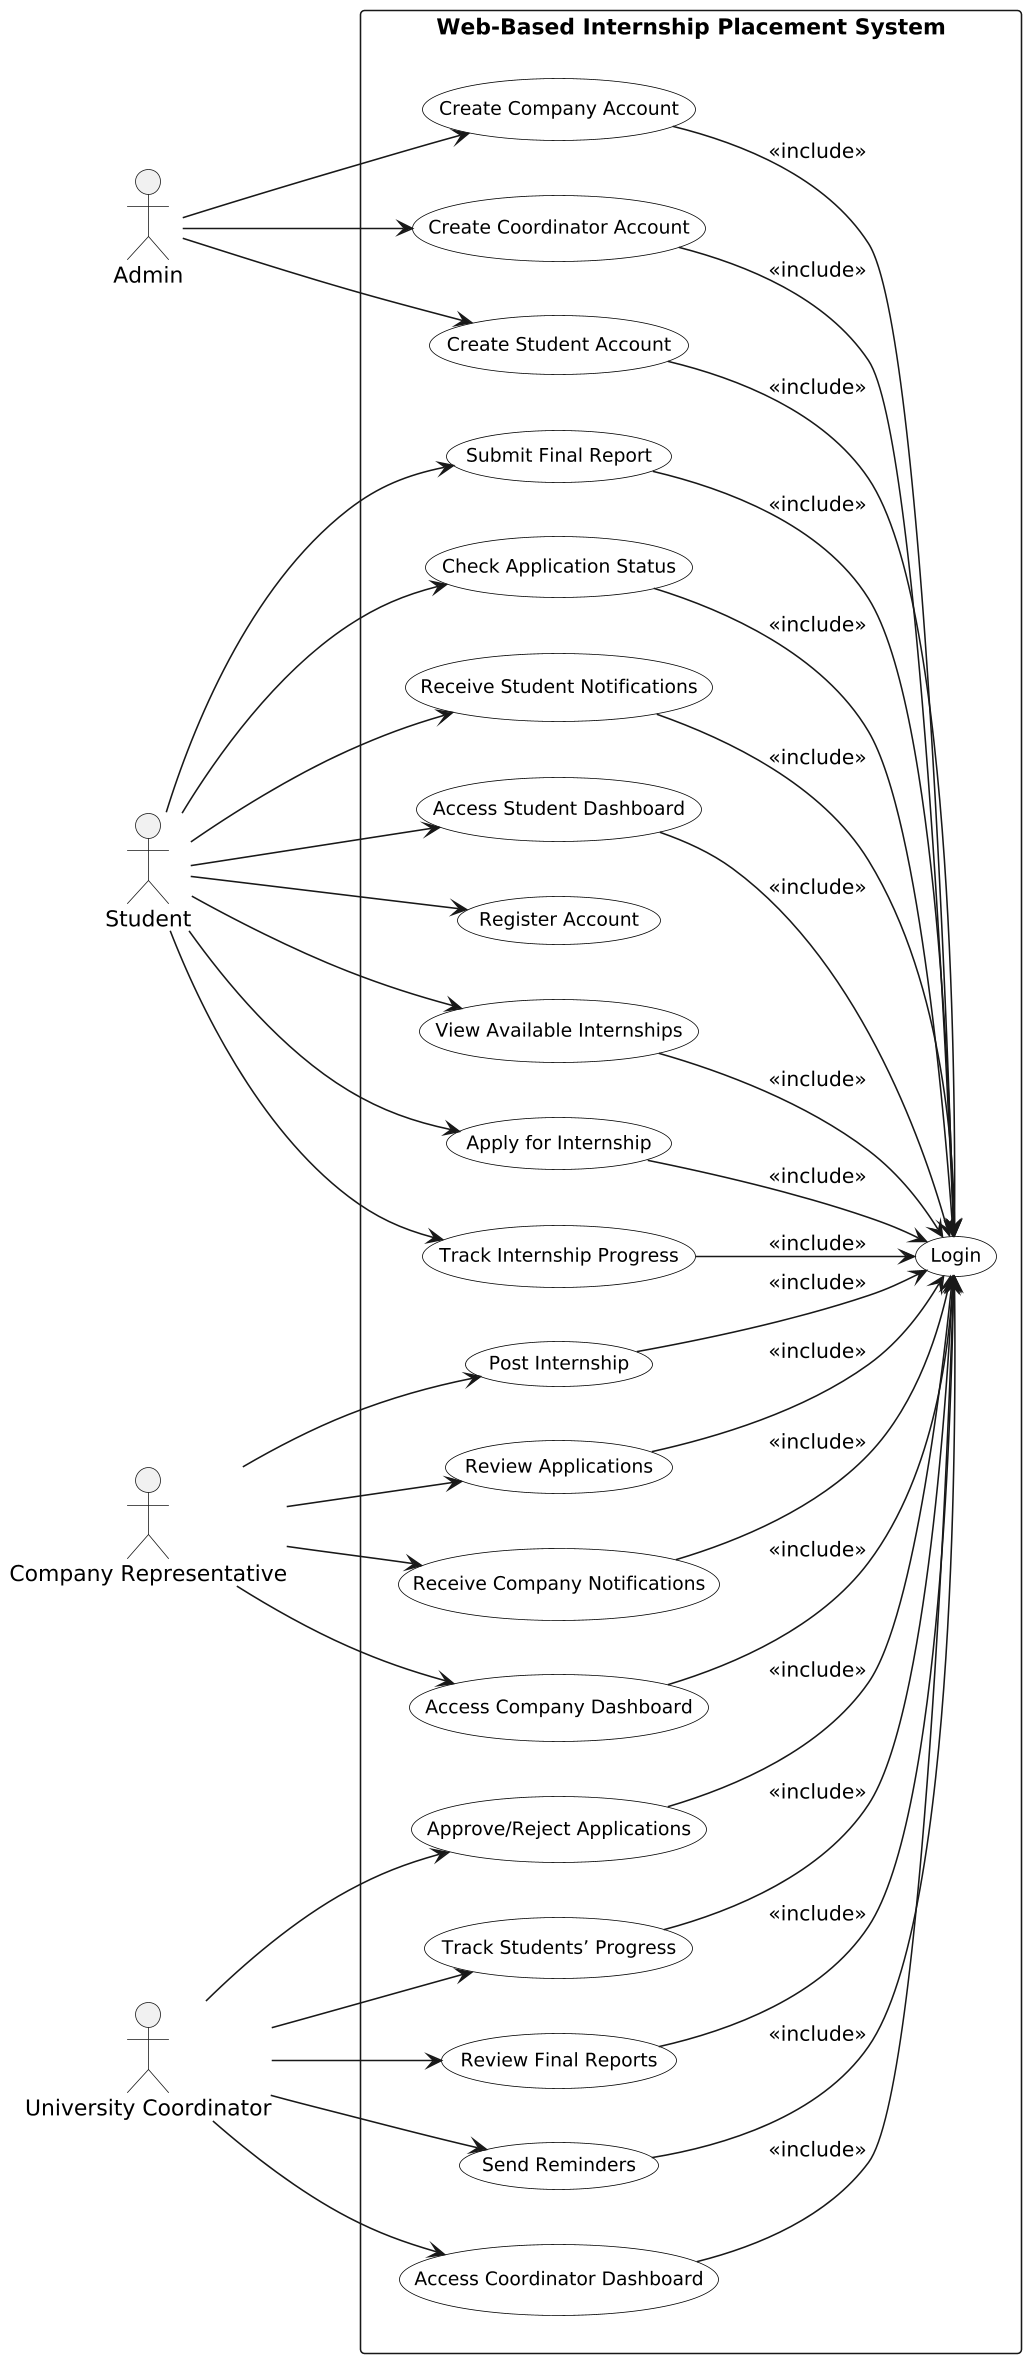 Web-Based Internship Placement System
Create Company Account
«include»
Admin
Create Coordinator Account
«include»
Create Student Account
«include»
Submit Final Report
«include»
Check Application Status
«include»
Receive Student Notifications
«include»
Access Student Dashboard
«include»
Student
Register Account
View Available Internships
«include»
Apply for Internship
«include»
Track Internship Progress
«include»
Login
«include»
Post Internship
«include»
Review Applications
«include»
Company Representative
Receive Company Notifications
«include»
Access Company Dashboard
«include»
Approve/Reject Applications
«include»
Track Students’ Progress
«include»
Review Final Reports
«include»
University Coordinator
Send Reminders
«include»
Access Coordinator Dashboard